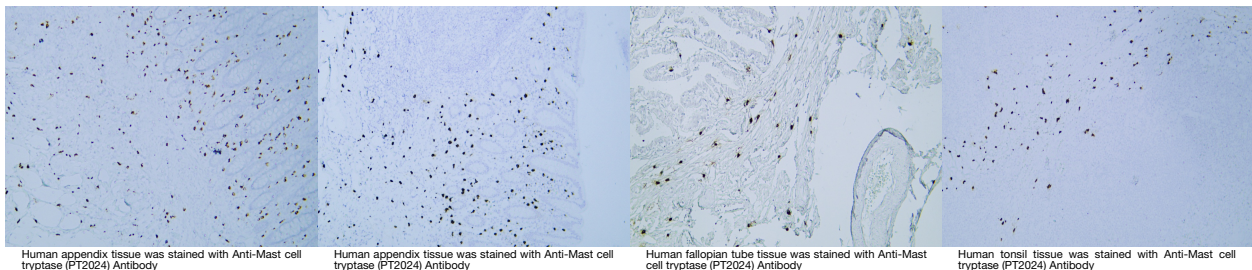 Human appendix tissue was stained with Anti-Mast cell
tryptase (PT2024) Antibody
Human appendix tissue was stained with Anti-Mast cell
tryptase (PT2024) Antibody
Human fallopian tube tissue was stained with Anti-Mast
cell tryptase (PT2024) Antibody
Human tonsil tissue was stained with Anti-Mast cell
tryptase (PT2024) Antibody